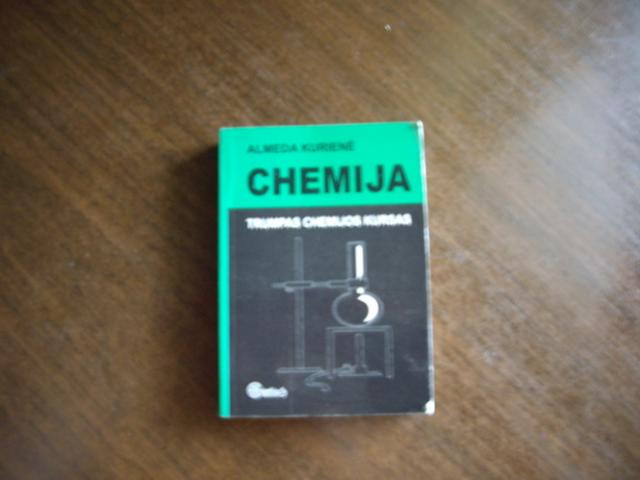 ALMEDA KURIENĖ
CHEMIJA
TRUMPAS CHEMIJOS KURSAS